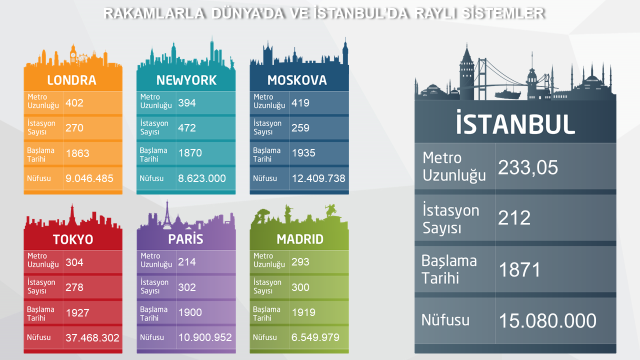 RAKAMLARLA DÜNYA'DA VE İSTANBUL'DA RAYLI SİSTEMLER
LONDRA
Metro
Uzunluğu 402
İstasyon
Sayısı 270
Başlama
Tarihi 1863
Nüfusu 9.046.485
NEWYORK
Metro
Uzunluğu 394
İstasyon
Sayısı 472
Başlama
Tarihi 1870
Nüfusu 8.623.000
MOSKOVA
Metro
Uzunluğu 419
İstasyon
Sayısı 259
Başlama
Tarihi 1935
Nüfusu 12.409.738
TOKYO
Metro
Uzunluğu 304
İstasyon
Sayısı 278
Başlama
Tarihi 1927
Nüfusu 37.468.302
PARİS
Metro
Uzunluğu 214
İstasyon
Sayısı 302
Başlama
Tarihi 1900
Nüfusu 10.900.952
MADRID
Metro
Uzunluğu 293
İstasyon
Sayısı 300
Başlama
Tarihi 1919
Nüfusu 6.549.979
İSTANBUL
Metro
Uzunluğu 233,05
İstasyon
Sayısı 212
Başlama
Tarihi 1871
Nüfusu 15.080.000